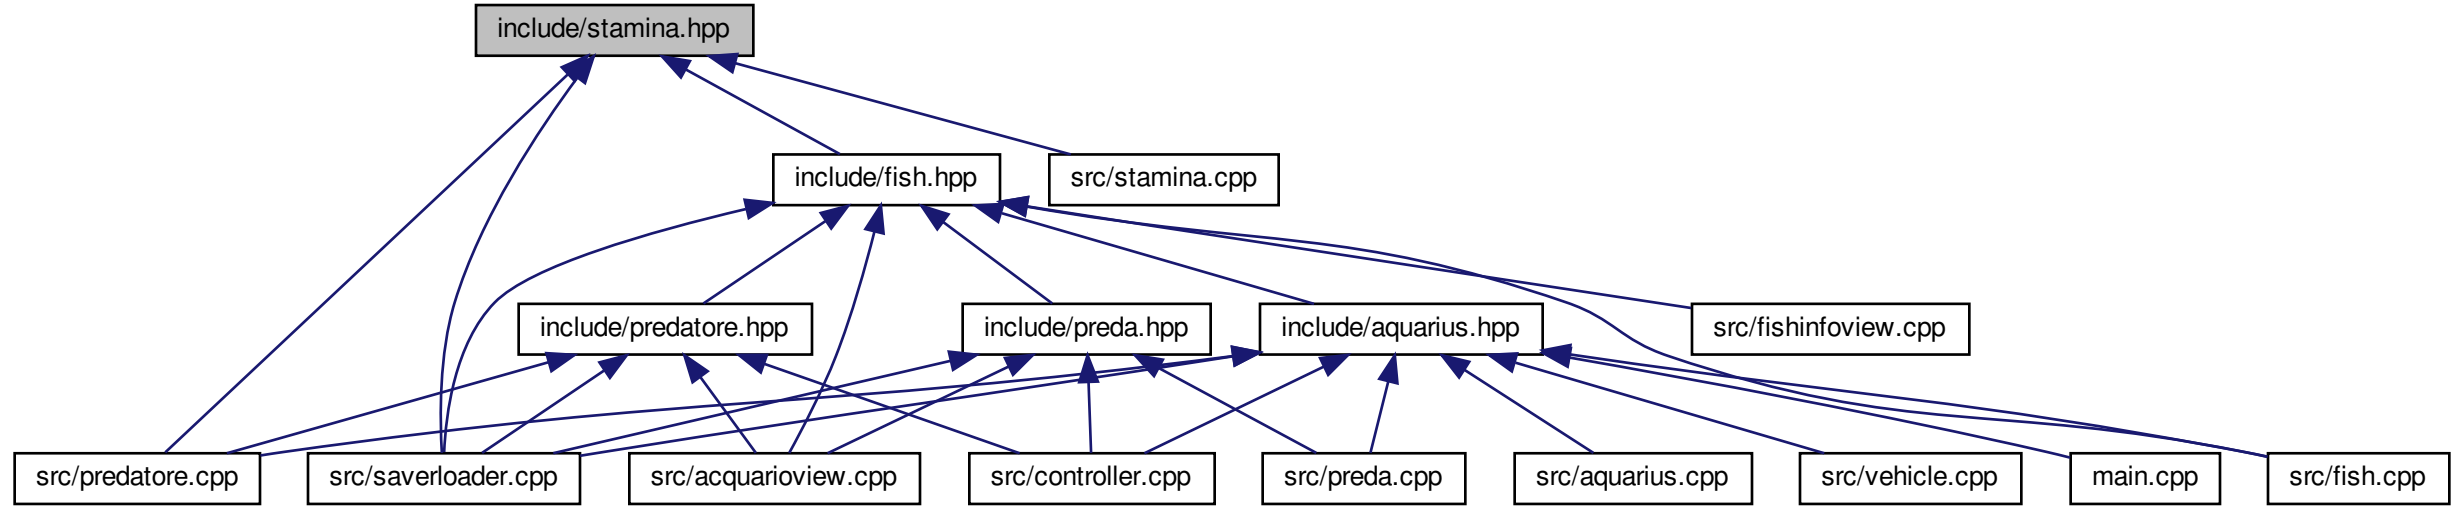 include/stamina.hpp
include/fish.hpp
src/stamina.cpp
include/predatore.hpp
include/preda.hpp
include/aquarius.hpp
src/fishinfoview.cpp
src/predatore.cpp
src/saverloader.cpp
src/acquarioview.cpp
src/controller.cpp
src/preda.cpp
src/aquarius.cpp
src/vehicle.cpp
main.cpp
src/fish.cpp